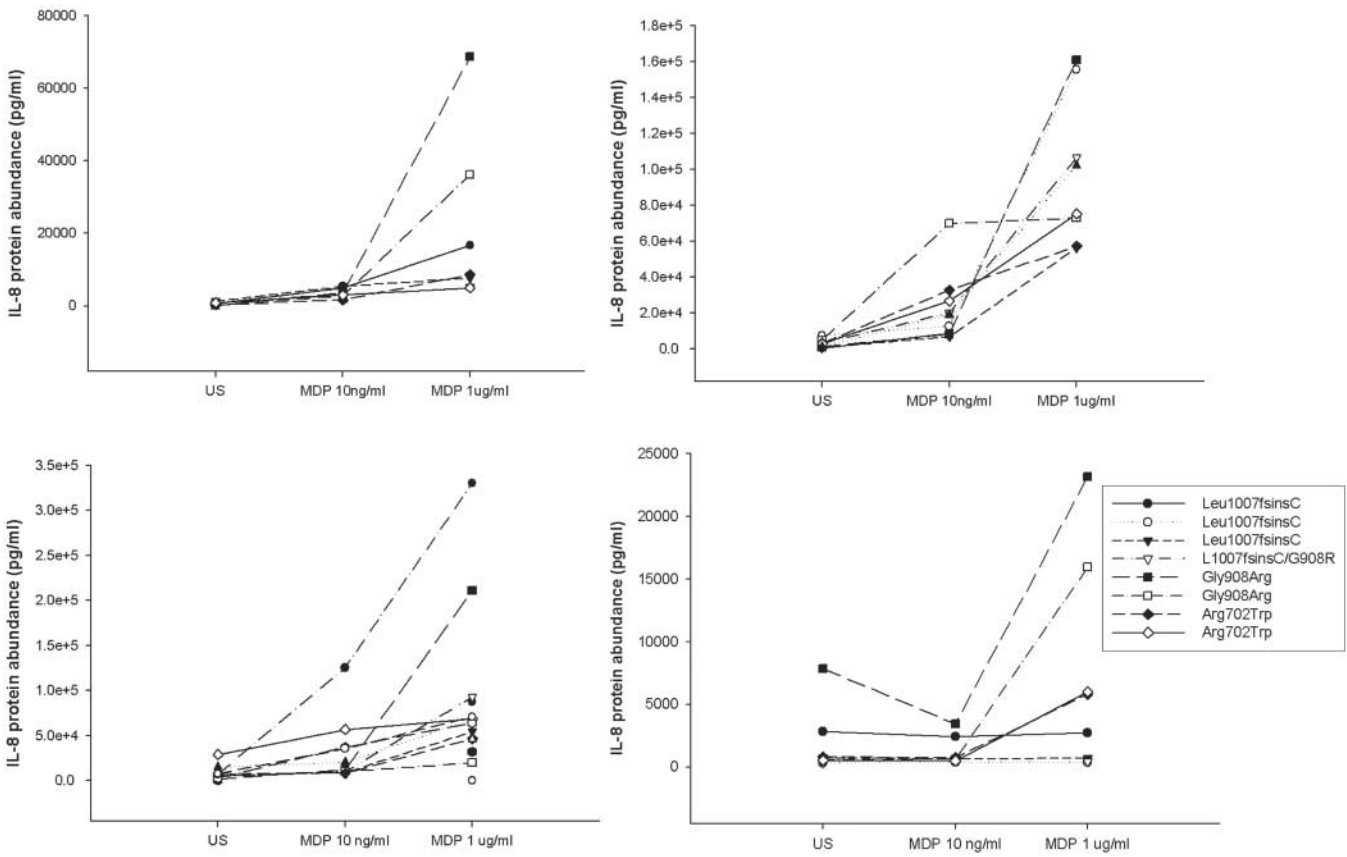 IL-8 protein abundance (pg/ml)
80000
60000
40000
20000
0
US
MDP 10ng/ml
MDP 1ug/ml
IL-8 protein abundance (pg/ml)
1.8e+5
1.6e+5
1.4e+5
1.2e+5
1.0e+5
8.0e+4
6.0e+4
4.0e+4
2.0e+4
0.0
US
MDP 10ng/ml
MDP 1ug/ml
IL-8 protein abundance (pg/ml)
3.5e+5
3.0e+5
2.5e+5
2.0e+5
1.5e+5
1.0e+5
5.0e+4
0.0
US
MDP 10 ng/ml
MDP 1 ug/ml
IL-8 protein abundance (pg/ml)
25000
20000
15000
10000
5000
0
US
MDP 10 ng/ml
MDP 1 ug/ml
Leu1007fsinsC
Leu1007fsinsC
Leu1007fsinsC
L1007fsinsC/G908R
Gly908Arg
Gly908Arg
Arg702Trp
Arg702Trp